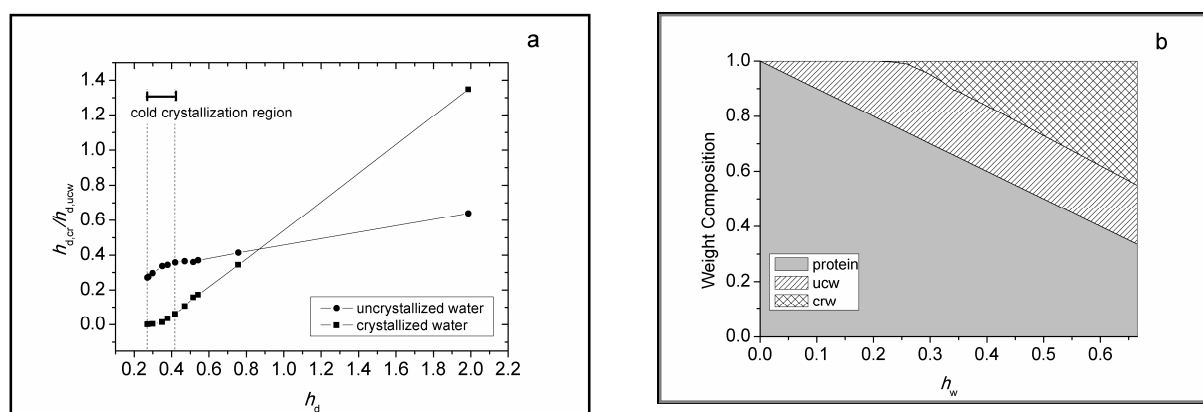 a
1.4
1.2
1.0
0.8
0.6
0.4
0.2
0.0
h_d,cr/h_d,ucw
cold crystallization region
uncrystallized water
crystallized water
0.2 0.4 0.6 0.8 1.0 1.2 1.4 1.6 1.8 2.0 2.2
h_d
b
1.0
0.8
0.6
0.4
0.2
0.0
Weight Composition
protein
ucw
crw
0.0 0.1 0.2 0.3 0.4 0.5 0.6
h_w